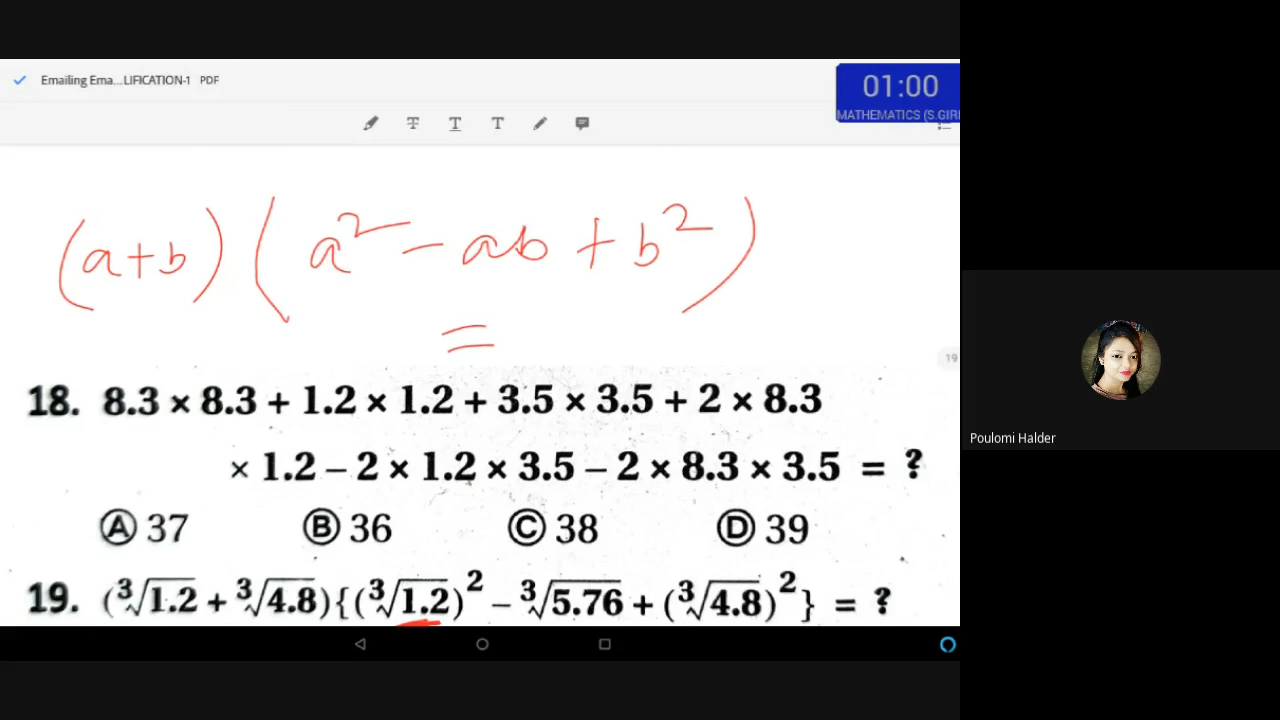 Emailing Ema...LIFICATION-1 PDF
01:00
MATHEMATICS (S.GIRI
(a+b) (a² - ab + b²)
=
19
18. 8.3 × 8.3 + 1.2 × 1.2 + 3.5 × 3.5 + 2 × 8.3
× 1.2 – 2 × 1.2 × 3.5 – 2 × 8.3 × 3.5 = ?
Ⓐ 37 Ⓑ 36 Ⓒ 38 Ⓓ 39
19. (∛1.2 + ∛4.8){(∛1.2)² – ∛5.76 + (∛4.8)²} = ?
Poulomi Halder